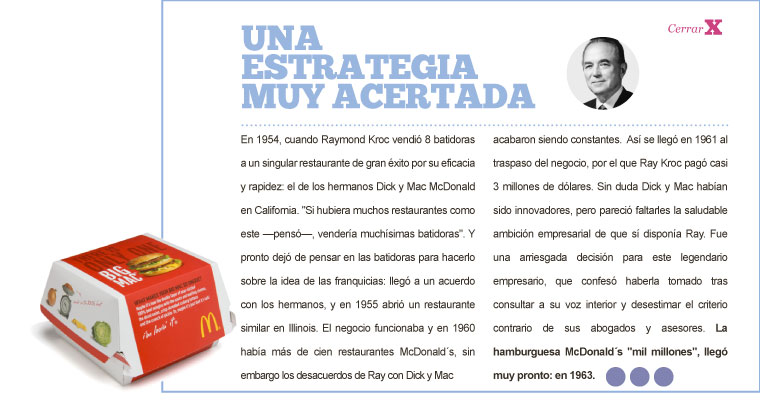 Cerrar X
UNA
ESTRATEGIA
MUY ACERTADA
En 1954, cuando Raymond Kroc vendió 8 batidoras
a un singular restaurante de gran éxito por su eficacia
y rapidez: el de los hermanos Dick y Mac McDonald
en California. "Si hubiera muchos restaurantes como
este —pensó—, vendería muchísimas batidoras". Y
pronto dejó de pensar en las batidoras para hacerlo
sobre la idea de las franquicias: llegó a un acuerdo
con los hermanos, y en 1955 abrió un restaurante
similar en Illinois. El negocio funcionaba y en 1960
había más de cien restaurantes McDonald´s, sin
embargo los desacuerdos de Ray con Dick y Mac
acabaron siendo constantes. Así se llegó en 1961 al
traspaso del negocio, por el que Ray Kroc pagó casi
3 millones de dólares. Sin duda Dick y Mac habían
sido innovadores, pero pareció faltarles la saludable
ambición empresarial de que sí disponía Ray. Fue
una arriesgada decisión para este legendario
empresario, que confesó haberla tomado tras
consultar a su voz interior y desestimar el criterio
contrario de sus abogados y asesores. La
hamburguesa McDonald´s "mil millones", llegó
muy pronto: en 1963.
BIG
MAC
i'm lovin' it